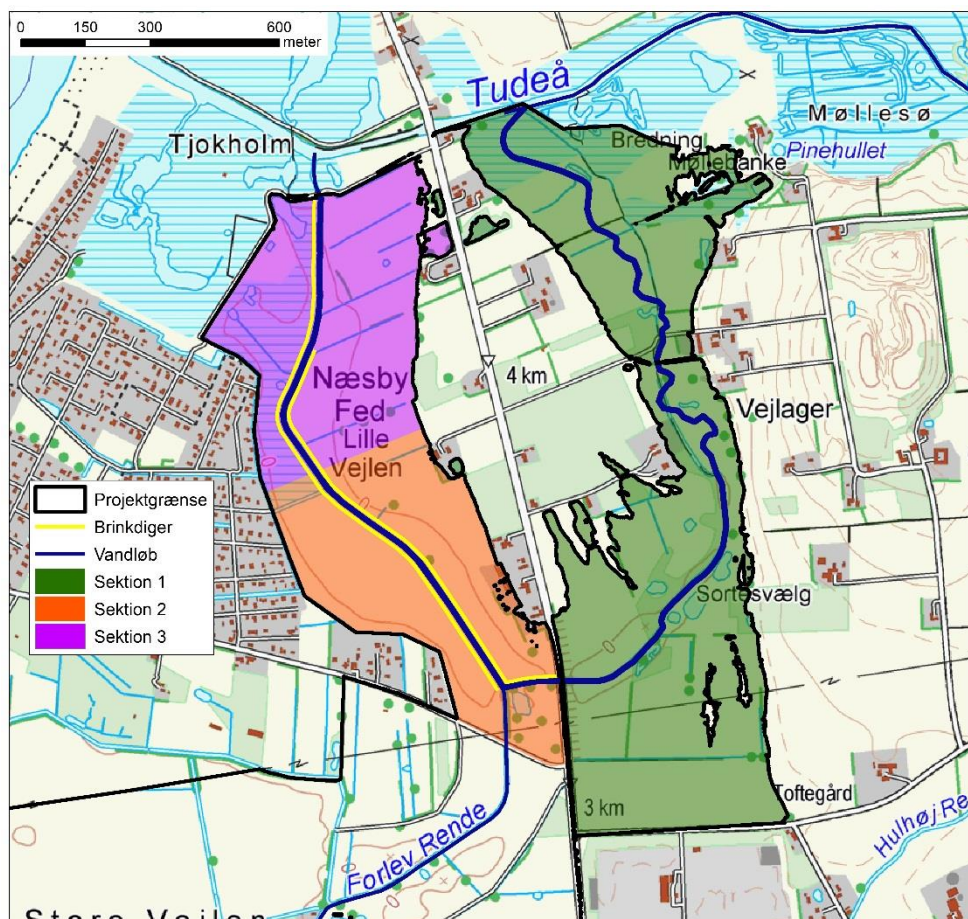 0 150 300 600
meter
Tudeå
Tjokholm
Møllesø
Bredning
Møllebanke
Pinehullet
4 km
Næsby
Fed
Lille
Vejlen
Vejlager
Projektgrænse
Brinkdiger
Vandløb
Sektion 1
Sektion 2
Sektion 3
Sortesvælg
Toftegård
3 km
Hulhøj Re
Forlev Rende
Store Vejlen